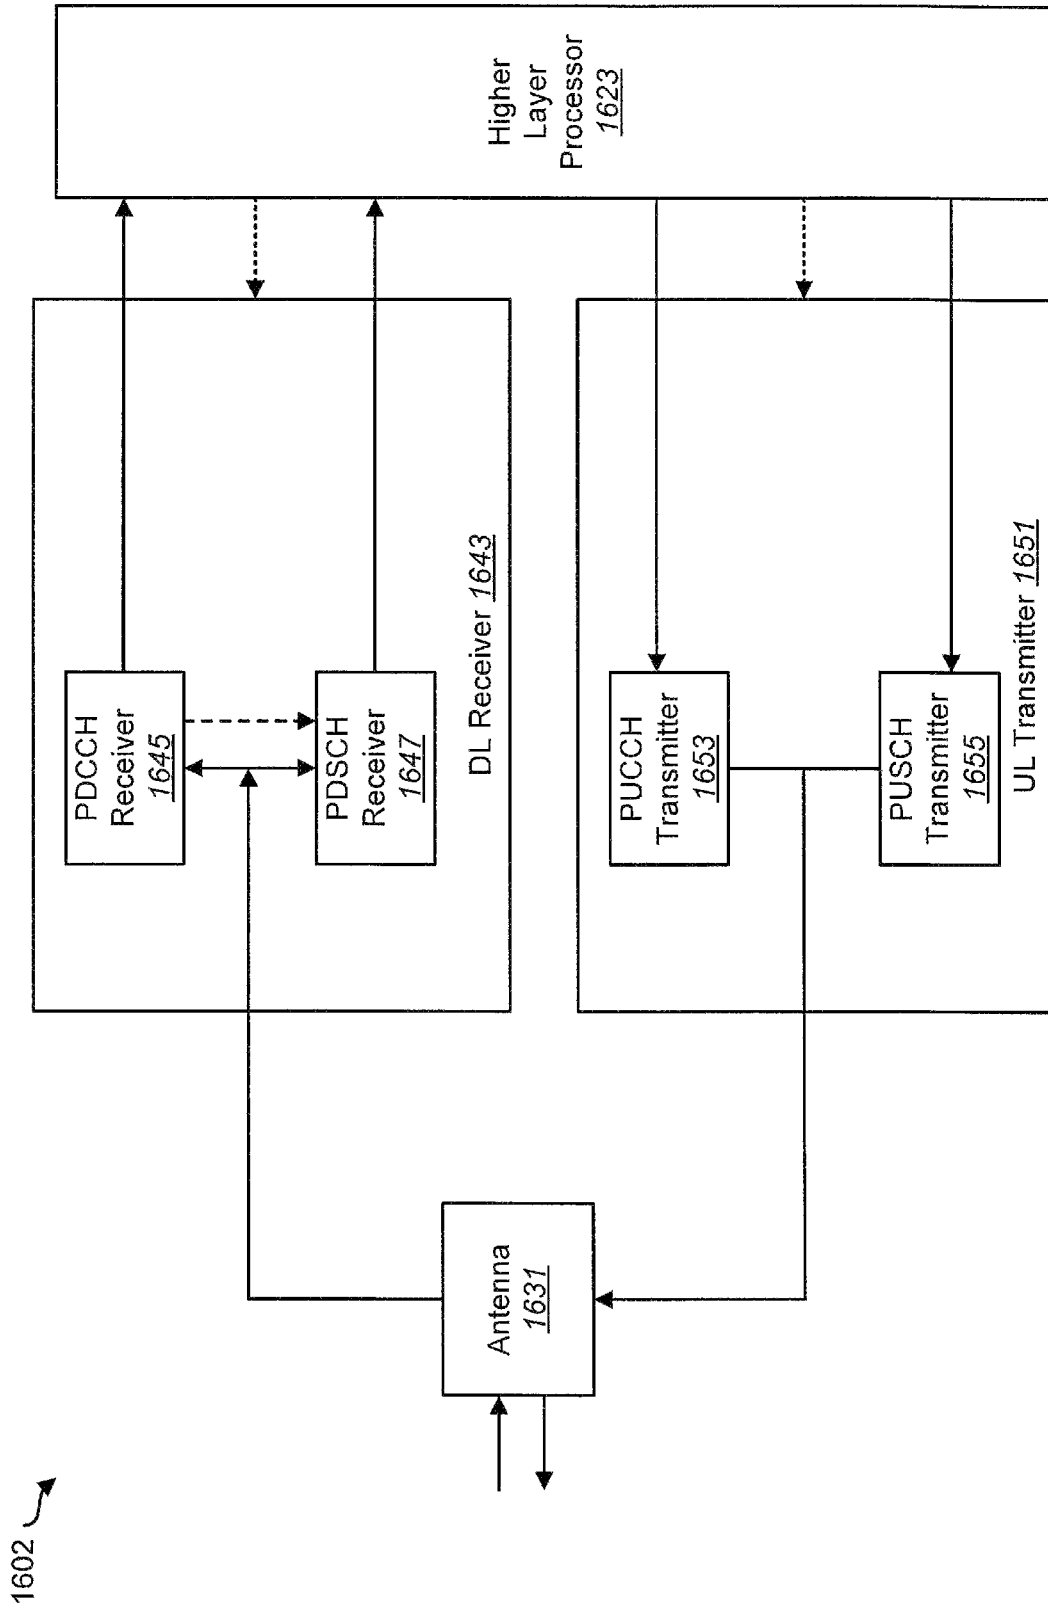 1602
Antenna
1631
PDCCH
Receiver
1645
PDSCH
Receiver
1647
DL Receiver 1643
PUCCH
Transmitter
1653
PUSCH
Transmitter
1655
UL Transmitter 1651
Higher
Layer
Processor
1623